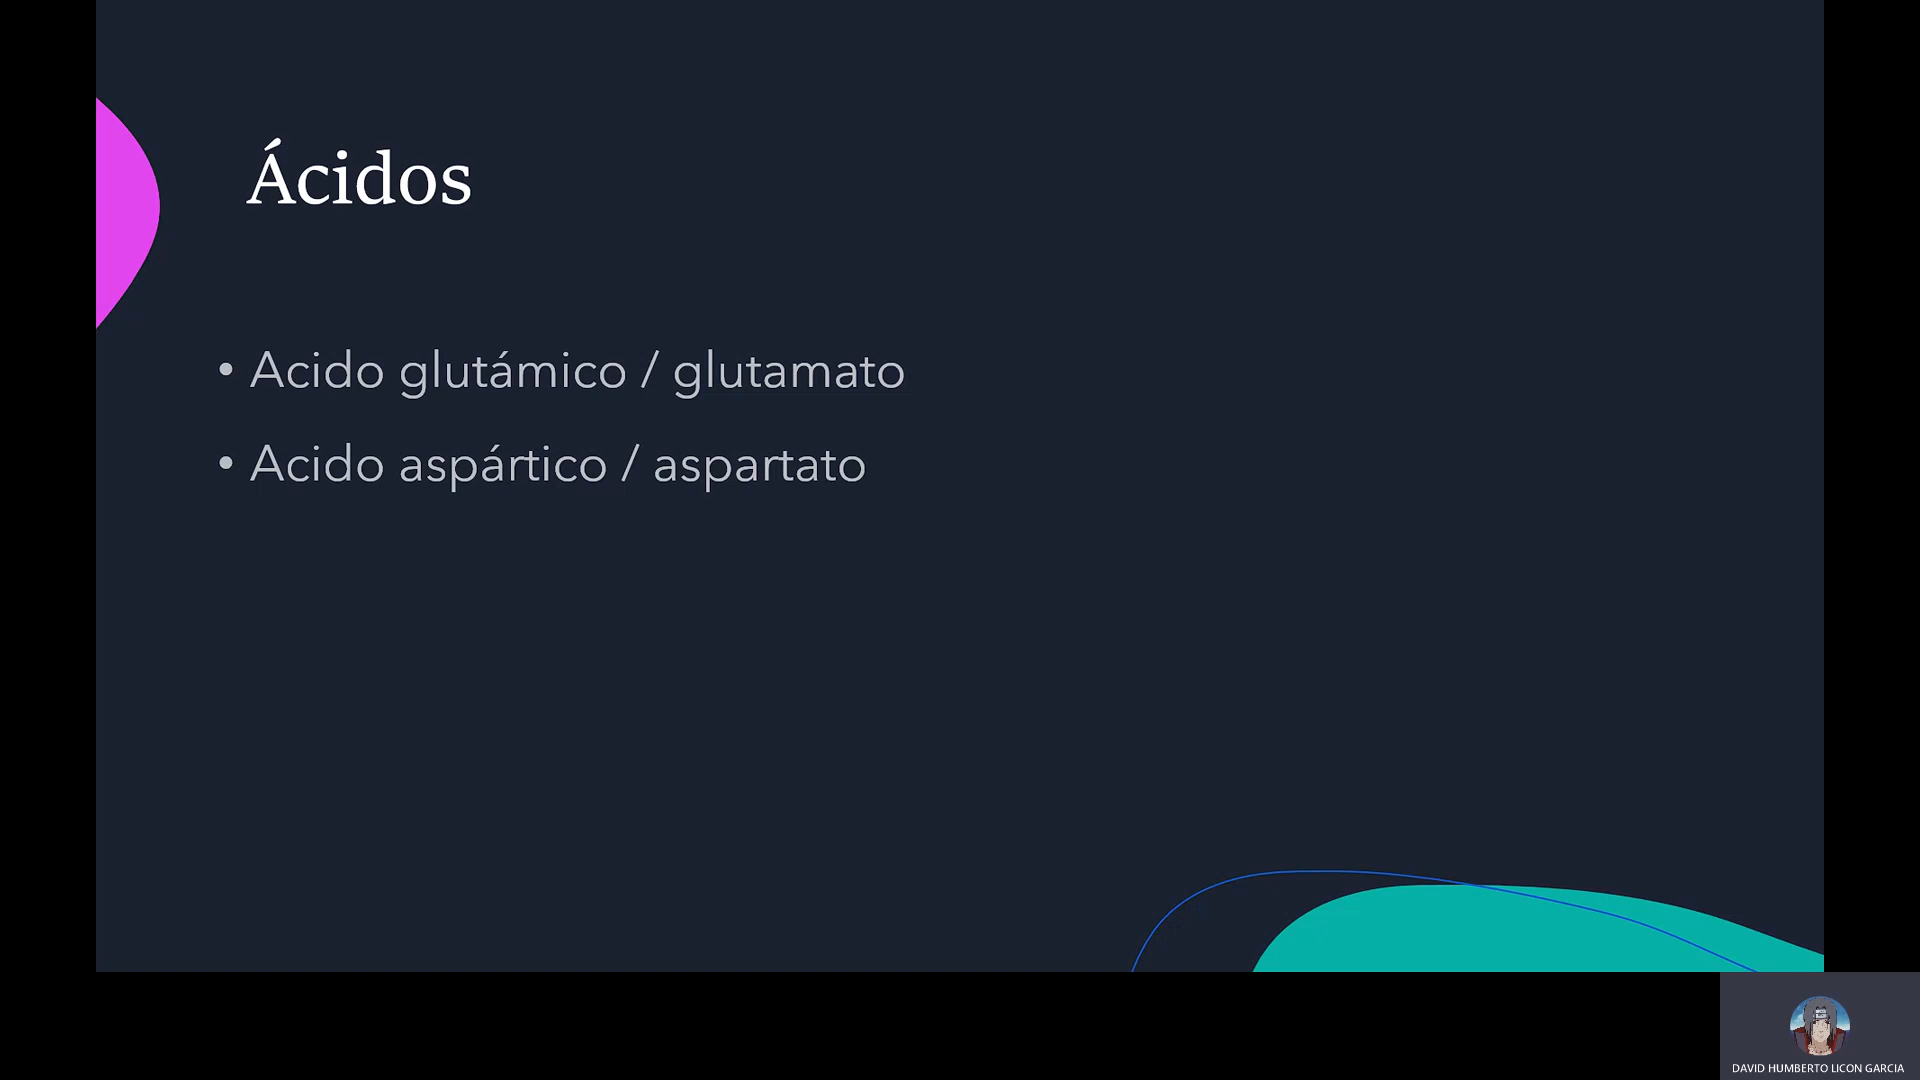 Ácidos
• Acido glutámico / glutamato
• Acido aspártico / aspartato
DAVID HUMBERTO LICON GARCIA